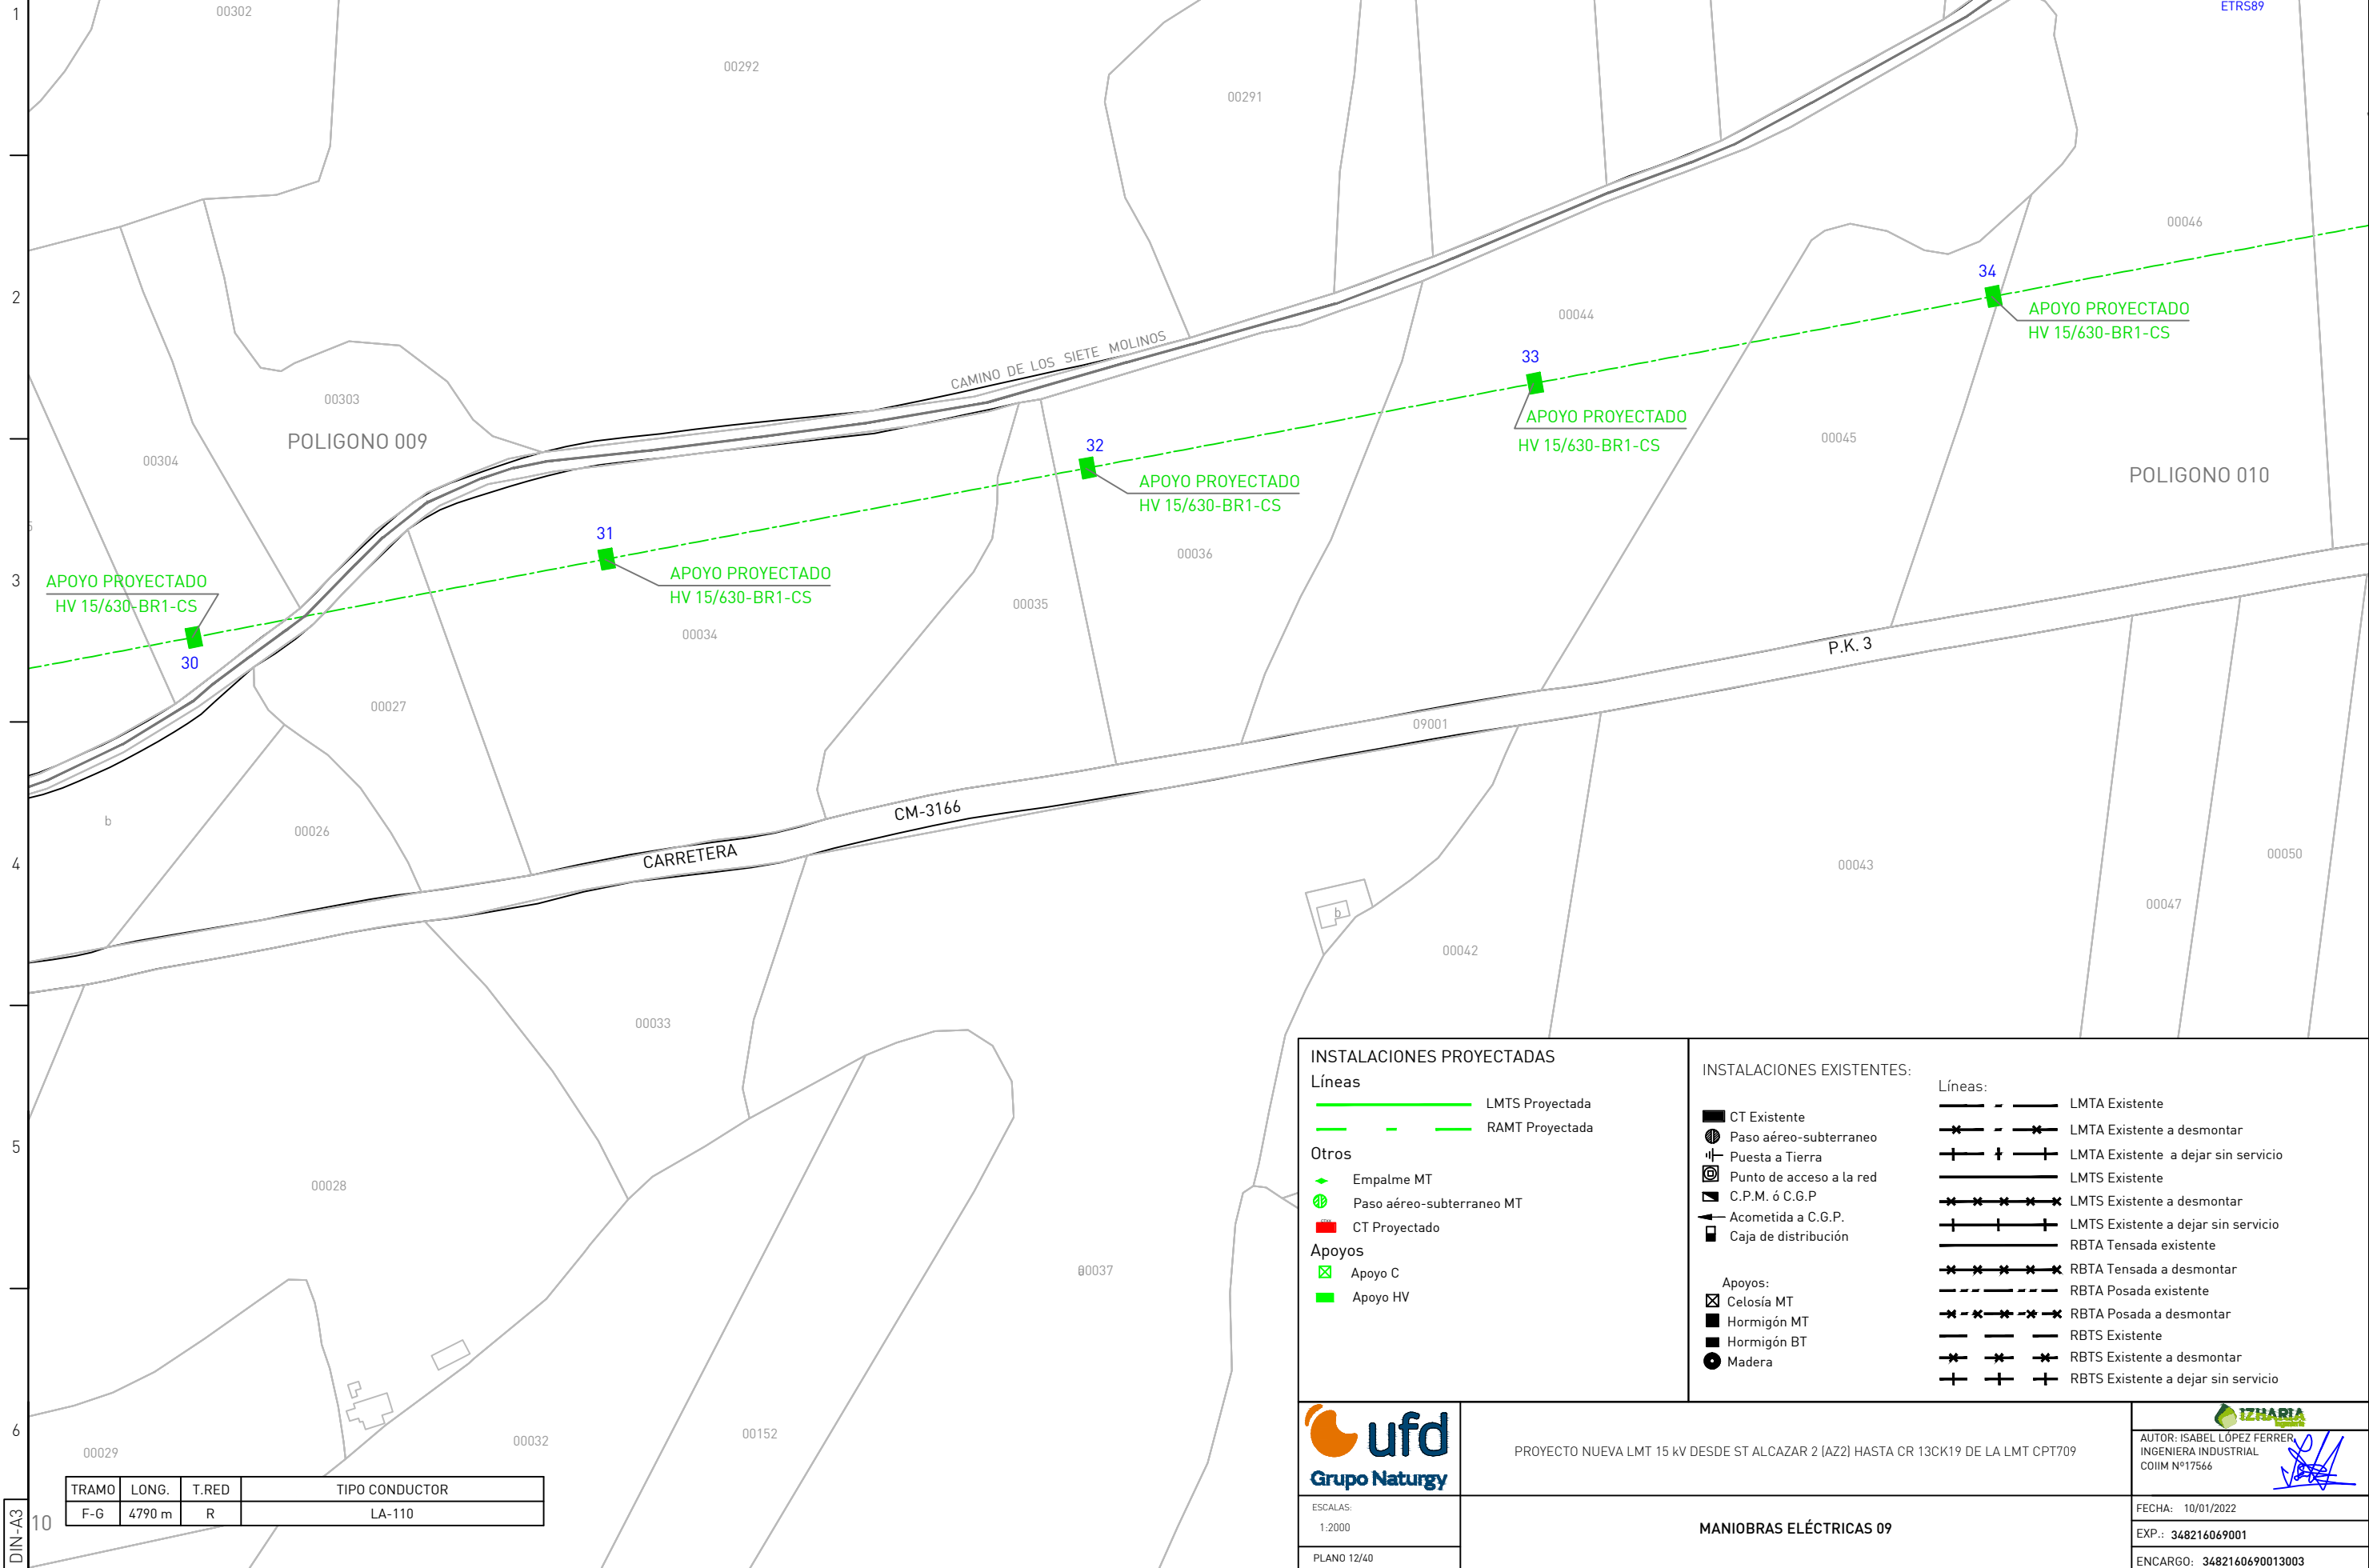 1
00302
00292
00291
ETRS89
2
00046
34
APOYO PROYECTADO
HV 15/630-BR1-CS
00044
CAMINO DE LOS SIETE MOLINOS
33
APOYO PROYECTADO
HV 15/630-BR1-CS
00303
POLIGONO 009
00304
32
APOYO PROYECTADO
HV 15/630-BR1-CS
00045
POLIGONO 010
31
APOYO PROYECTADO
HV 15/630-BR1-CS
00036
3
APOYO PROYECTADO
HV 15/630-BR1-CS
30
00034
00035
P.K. 3
00027
09001
b
00026
CM-3166
CARRETERA
4
00043
00050
00047
b
00042
00033
5
00028
00037
6
00029
00032
00152
10
DIN-A3
TRAMO LONG. T.RED TIPO CONDUCTOR
F-G 4790 m R LA-110
INSTALACIONES PROYECTADAS
Líneas
LMTS Proyectada
RAMT Proyectada
Otros
Empalme MT
Paso aéreo-subterraneo MT
CT Proyectado
Apoyos
Apoyo C
Apoyo HV
INSTALACIONES EXISTENTES:
CT Existente
Paso aéreo-subterraneo
Puesta a Tierra
Punto de acceso a la red
C.P.M. ó C.G.P
Acometida a C.G.P.
Caja de distribución
Apoyos:
Celosía MT
Hormigón MT
Hormigón BT
Madera
Líneas:
LMTA Existente
LMTA Existente a desmontar
LMTA Existente a dejar sin servicio
LMTS Existente
LMTS Existente a desmontar
LMTS Existente a dejar sin servicio
RBTA Tensada existente
RBTA Tensada a desmontar
RBTA Posada existente
RBTA Posada a desmontar
RBTS Existente
RBTS Existente a desmontar
RBTS Existente a dejar sin servicio
ufd
Grupo Naturgy
PROYECTO NUEVA LMT 15 kV DESDE ST ALCAZAR 2 (AZ2) HASTA CR 13CK19 DE LA LMT CPT709
IZHARIA
AUTOR: ISABEL LÓPEZ FERRER
INGENIERA INDUSTRIAL
COIIM Nº17566
ESCALAS:
1:2000
PLANO 12/40
MANIOBRAS ELÉCTRICAS 09
FECHA: 10/01/2022
EXP.: 348216069001
ENCARGO: 3482160690013003